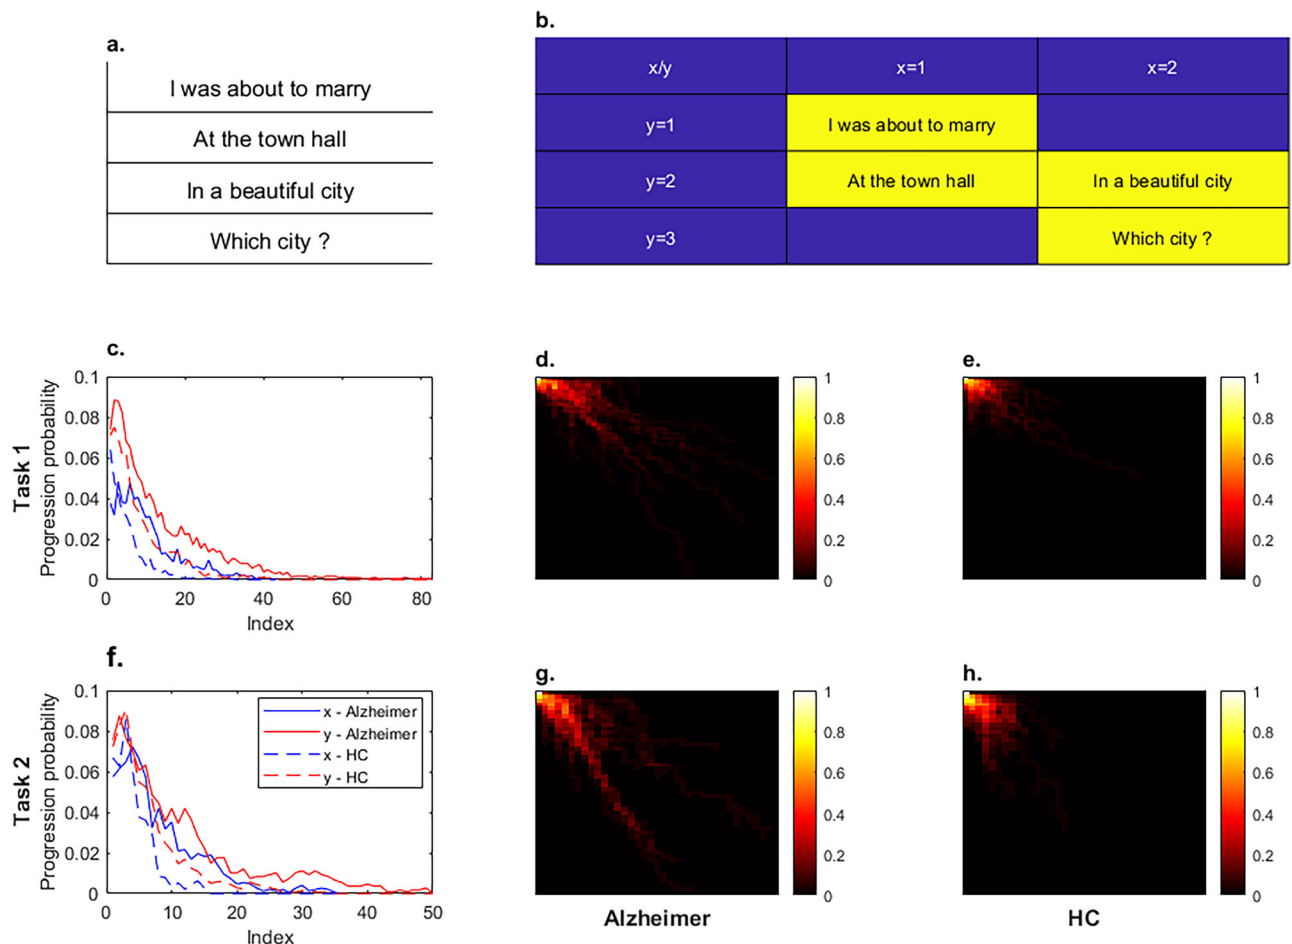 a.
I was about to marry
At the town hall
In a beautiful city
Which city ?
b.
x/y x=1 x=2
y=1 I was about to marry
y=2 At the town hall In a beautiful city
y=3 Which city ?
Task 1
c.
Progression probability
0.1
0.08
0.06
0.04
0.02
0
0 20 40 60 80
Index
d.
1
0.8
0.6
0.4
0.2
0
e.
1
0.8
0.6
0.4
0.2
0
Task 2
f.
Progression probability
0.1
0.08
0.06
0.04
0.02
0
0 10 20 30 40 50
Index
x - Alzheimer
y - Alzheimer
x - HC
y - HC
g.
1
0.8
0.6
0.4
0.2
0
Alzheimer
h.
1
0.8
0.6
0.4
0.2
0
HC